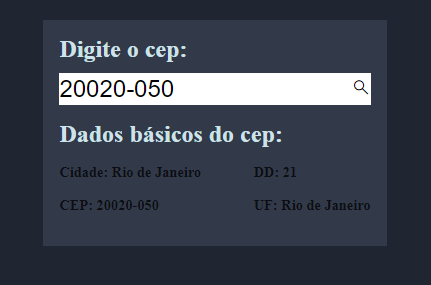 Digite o cep:
20020-050
Dados básicos do cep:
Cidade: Rio de Janeiro DD: 21
CEP: 20020-050 UF: Rio de Janeiro